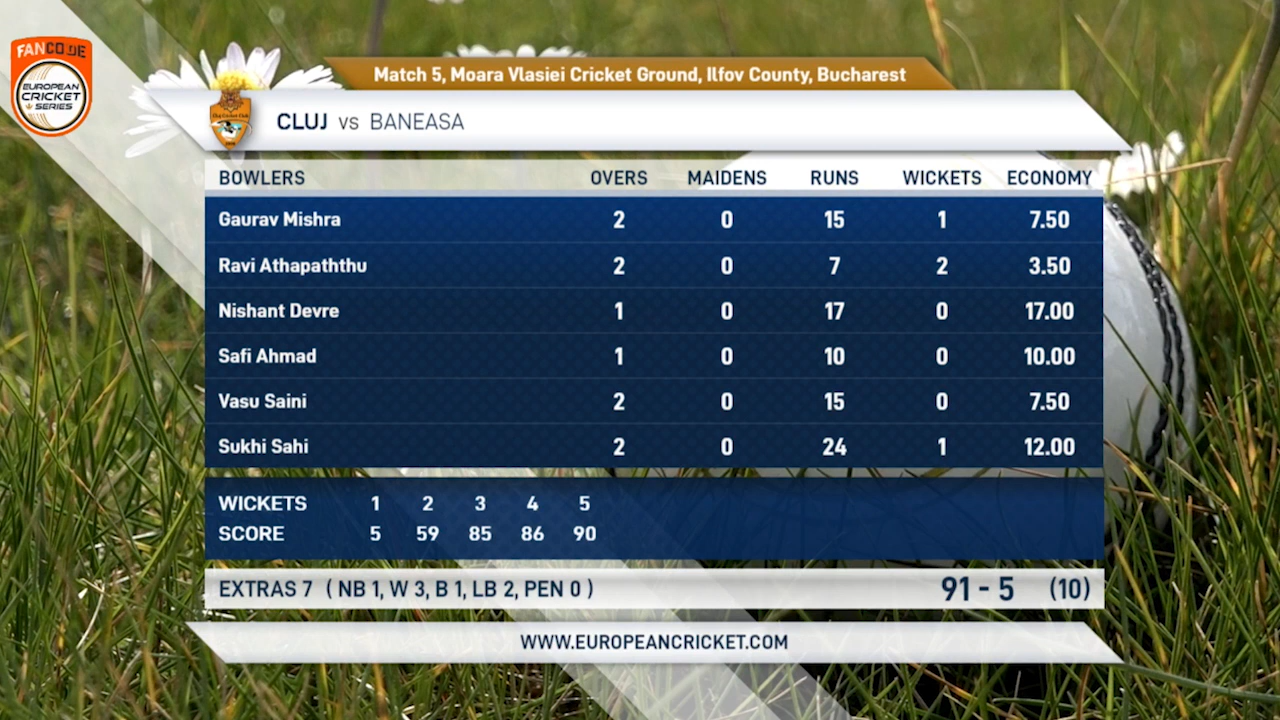 FANCODE
EUROPEAN
CRICKET
SERIES
Match 5, Moara Vlasiei Cricket Ground, Ilfov County, Bucharest
CLUJ vs BANEASA
BOWLERS OVERS MAIDENS RUNS WICKETS ECONOMY
Gaurav Mishra 2 0 15 1 7.50
Ravi Athapaththu 2 0 7 2 3.50
Nishant Devre 1 0 17 0 17.00
Safi Ahmad 1 0 10 0 10.00
Vasu Saini 2 0 15 0 7.50
Sukhi Sahi 2 0 24 1 12.00
WICKETS 1 2 3 4 5
SCORE 5 59 85 86 90
EXTRAS 7 ( NB 1, W 3, B 1, LB 2, PEN 0 ) 91 - 5 (10)
WWW.EUROPEANCRICKET.COM